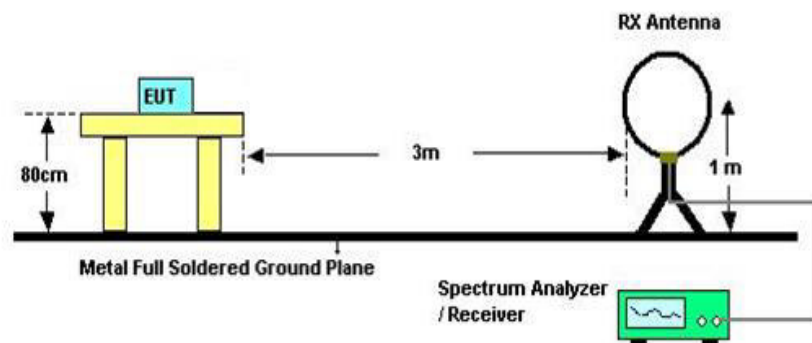 RX Antenna
EUT
3m
80cm
1 m
Metal Full Soldered Ground Plane
Spectrum Analyzer
/ Receiver